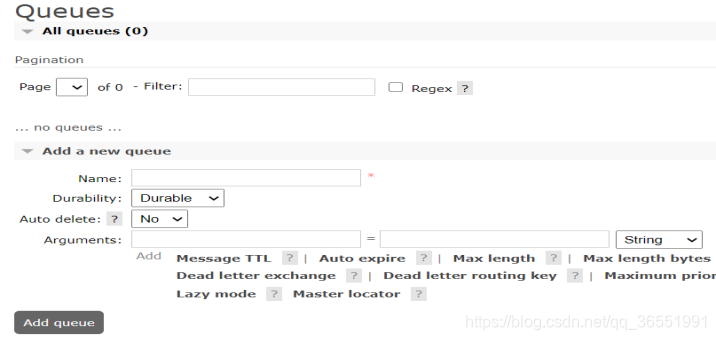 Queues
All queues (0)
Pagination
Page of 0 - Filter: Regex ?
... no queues ...
Add a new queue
Name: *
Durability: Durable
Auto delete: ? No
Arguments: = String
Add Message TTL ? | Auto expire ? | Max length ? | Max length bytes
Dead letter exchange ? | Dead letter routing key ? | Maximum prior
Lazy mode ? Master locator ?
Add queue
https://blog.csdn.net/qq_36551991